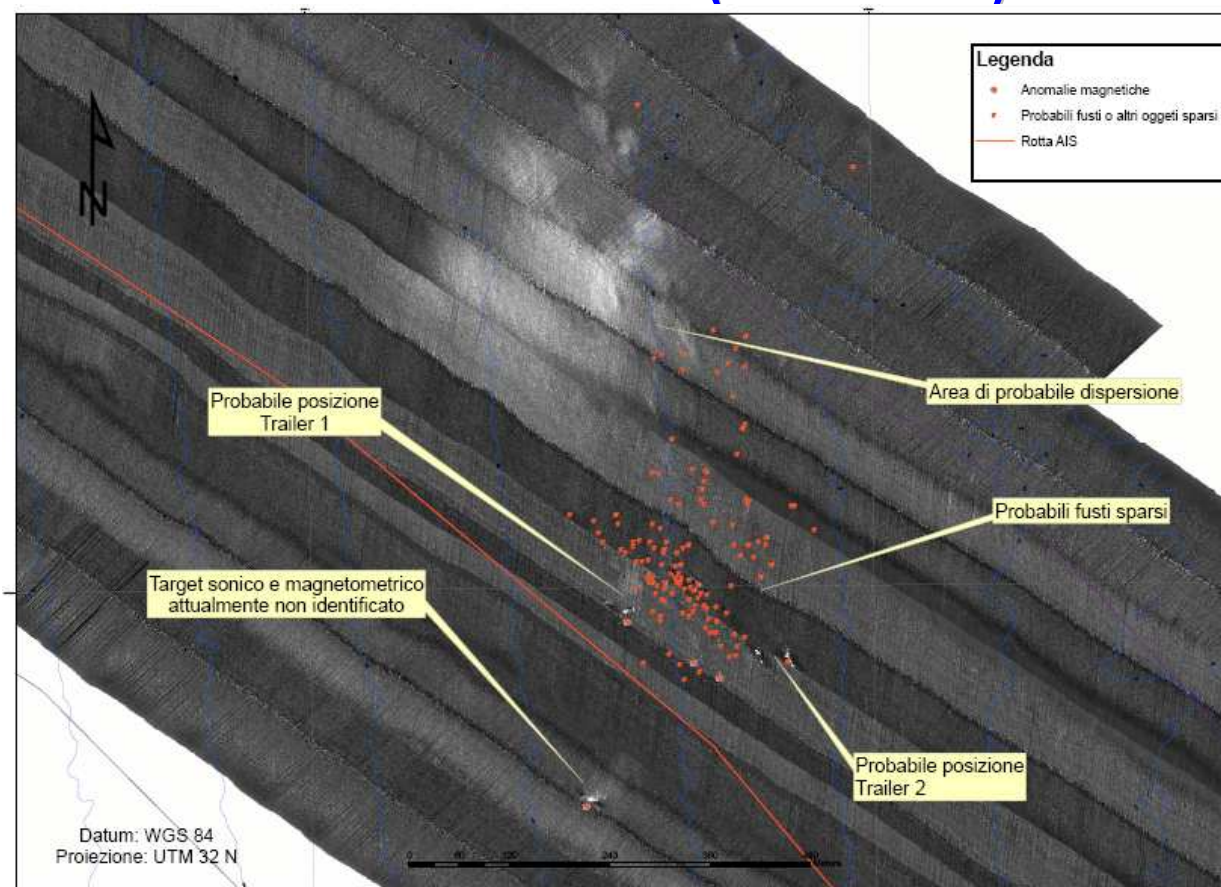 Legenda
Anomalie magnetiche
Probabili fusti o altri oggeti sparsi
Rotta AIS
N
Area di probabile dispersione
Probabile posizione
Trailer 1
Probabili fusti sparsi
Target sonico e magnetometrico
attualmente non identificato
Probabile posizione
Trailer 2
Datum: WGS 84
Proiezione: UTM 32 N
0
60
120
240
360